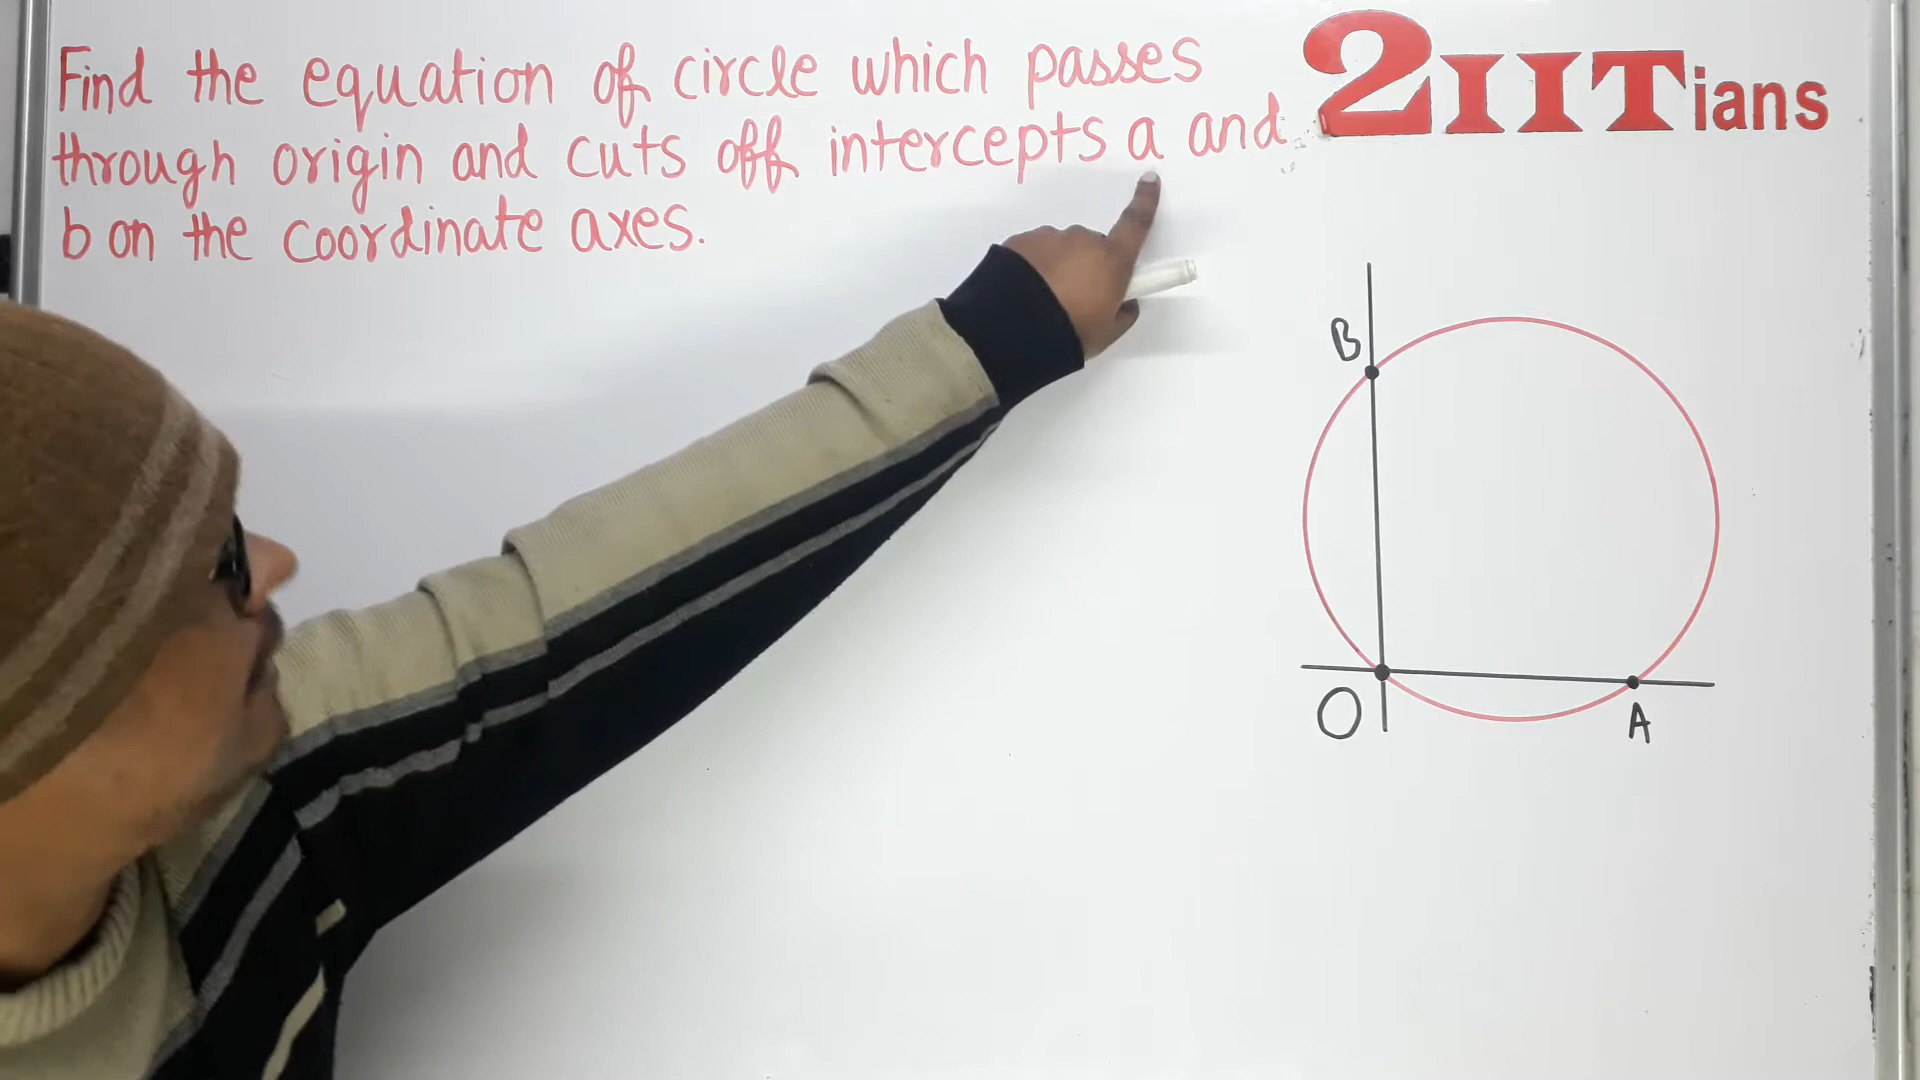 Find the equation of circle which passes
through origin and cuts off intercepts a and
b on the coordinate axes.
2IITians
B
O
A